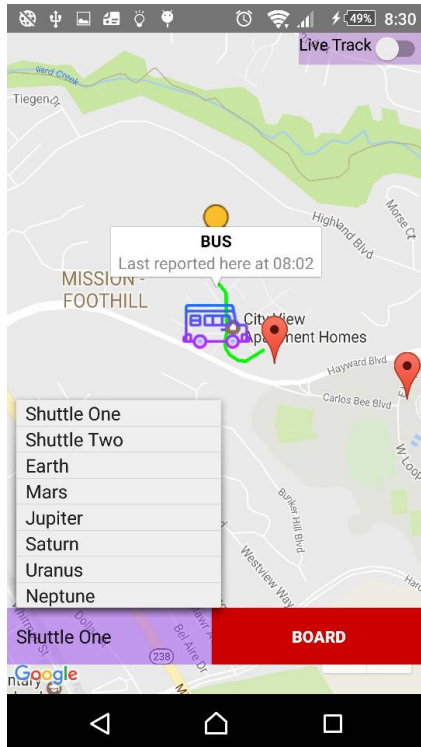 49% 8:30
Live Track
ward Creek
Tiegen Dr
Highland Blvd
Morse Ct
BUS
Last reported here at 08:02
MISSION -
FOOTHILL
City View
Apartment Homes
Hayward Blvd
Carlos Bee Blvd
W Loop
Shuttle One
Shuttle Two
Earth
Mars
Jupiter
Saturn
Uranus
Neptune
Bunker Hill Blvd
Westview Way
Harc
Shuttle One
BOARD
238
Bel Aire Dr
Google
ntury